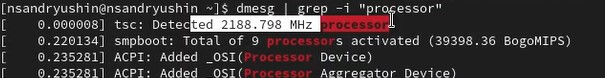 [nsandryushin@nsandryushin ~]$ dmesg | grep -i "processor"
[    0.000008] tsc: Detected 2188.798 MHz processor
[    0.220134] smpboot: Total of 9 processors activated (39398.36 BogoMIPS)
[    0.235281] ACPI: Added _OSI(Processor Device)
[    0.235281] ACPI: Added _OSI(Processor Aggregator Device)